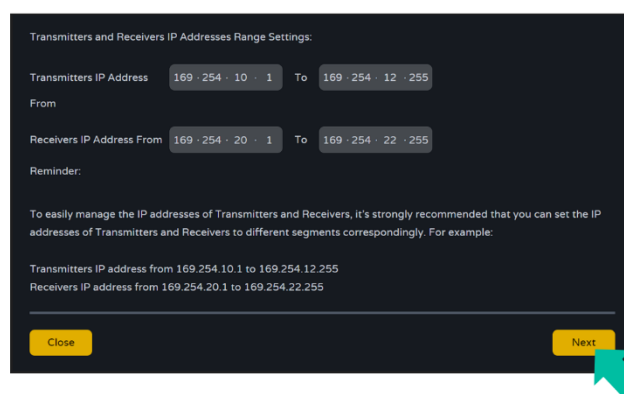 Transmitters and Receivers IP Addresses Range Settings:
Transmitters IP Address From 169 · 254 · 10 · 1 To 169 · 254 · 12 · 255
Receivers IP Address From 169 · 254 · 20 · 1 To 169 · 254 · 22 · 255
Reminder:
To easily manage the IP addresses of Transmitters and Receivers, it's strongly recommended that you can set the IP
addresses of Transmitters and Receivers to different segments correspondingly. For example:
Transmitters IP address from 169.254.10.1 to 169.254.12.255
Receivers IP address from 169.254.20.1 to 169.254.22.255
Close Next